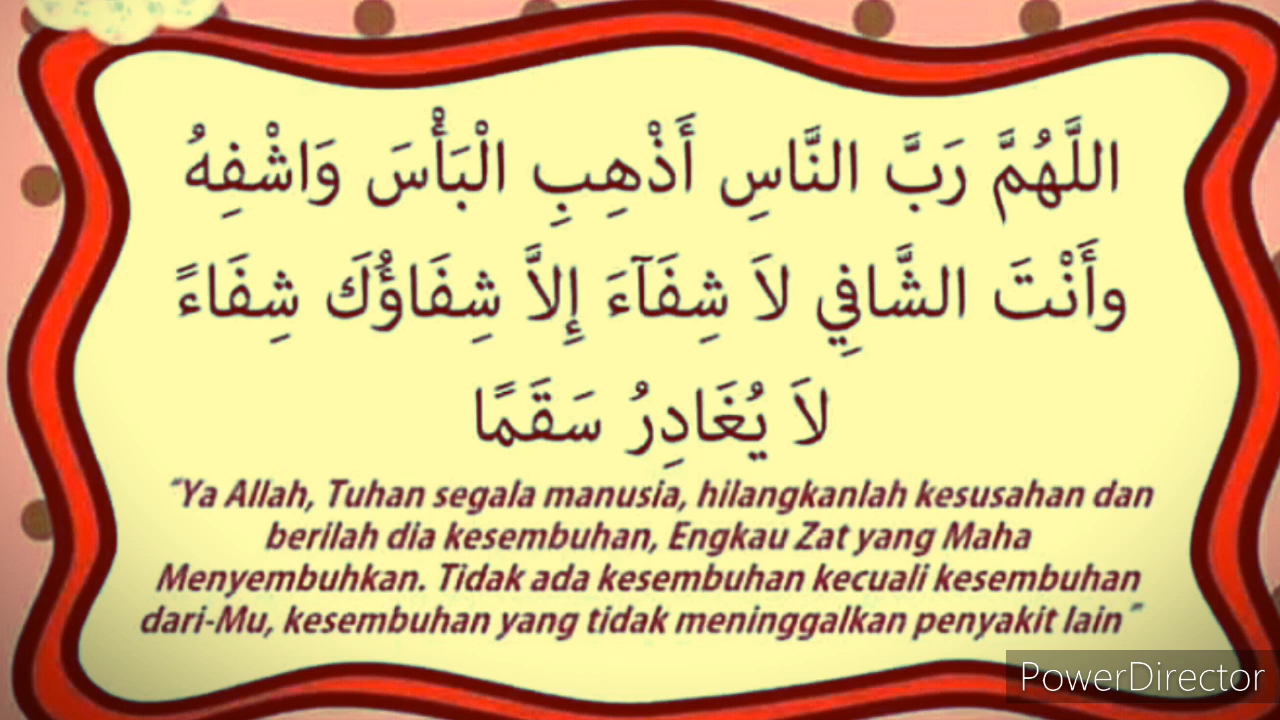 اللَّهُمَّ رَبَّ النَّاسِ أَذْهِبِ الْبَأْسَ وَاشْفِهُ
وأَنْتَ الشَّافِي لاَ شِفَآءَ إِلاَّ شِفَاؤُكَ شِفَاءً
لاَ يُغَادِرُ سَقَمًا
"Ya Allah, Tuhan segala manusia, hilangkanlah kesusahan dan
berilah dia kesembuhan, Engkau Zat yang Maha
Menyembuhkan. Tidak ada kesembuhan kecuali kesembuhan
dari-Mu, kesembuhan yang tidak meninggalkan penyakit lain"
PowerDirector